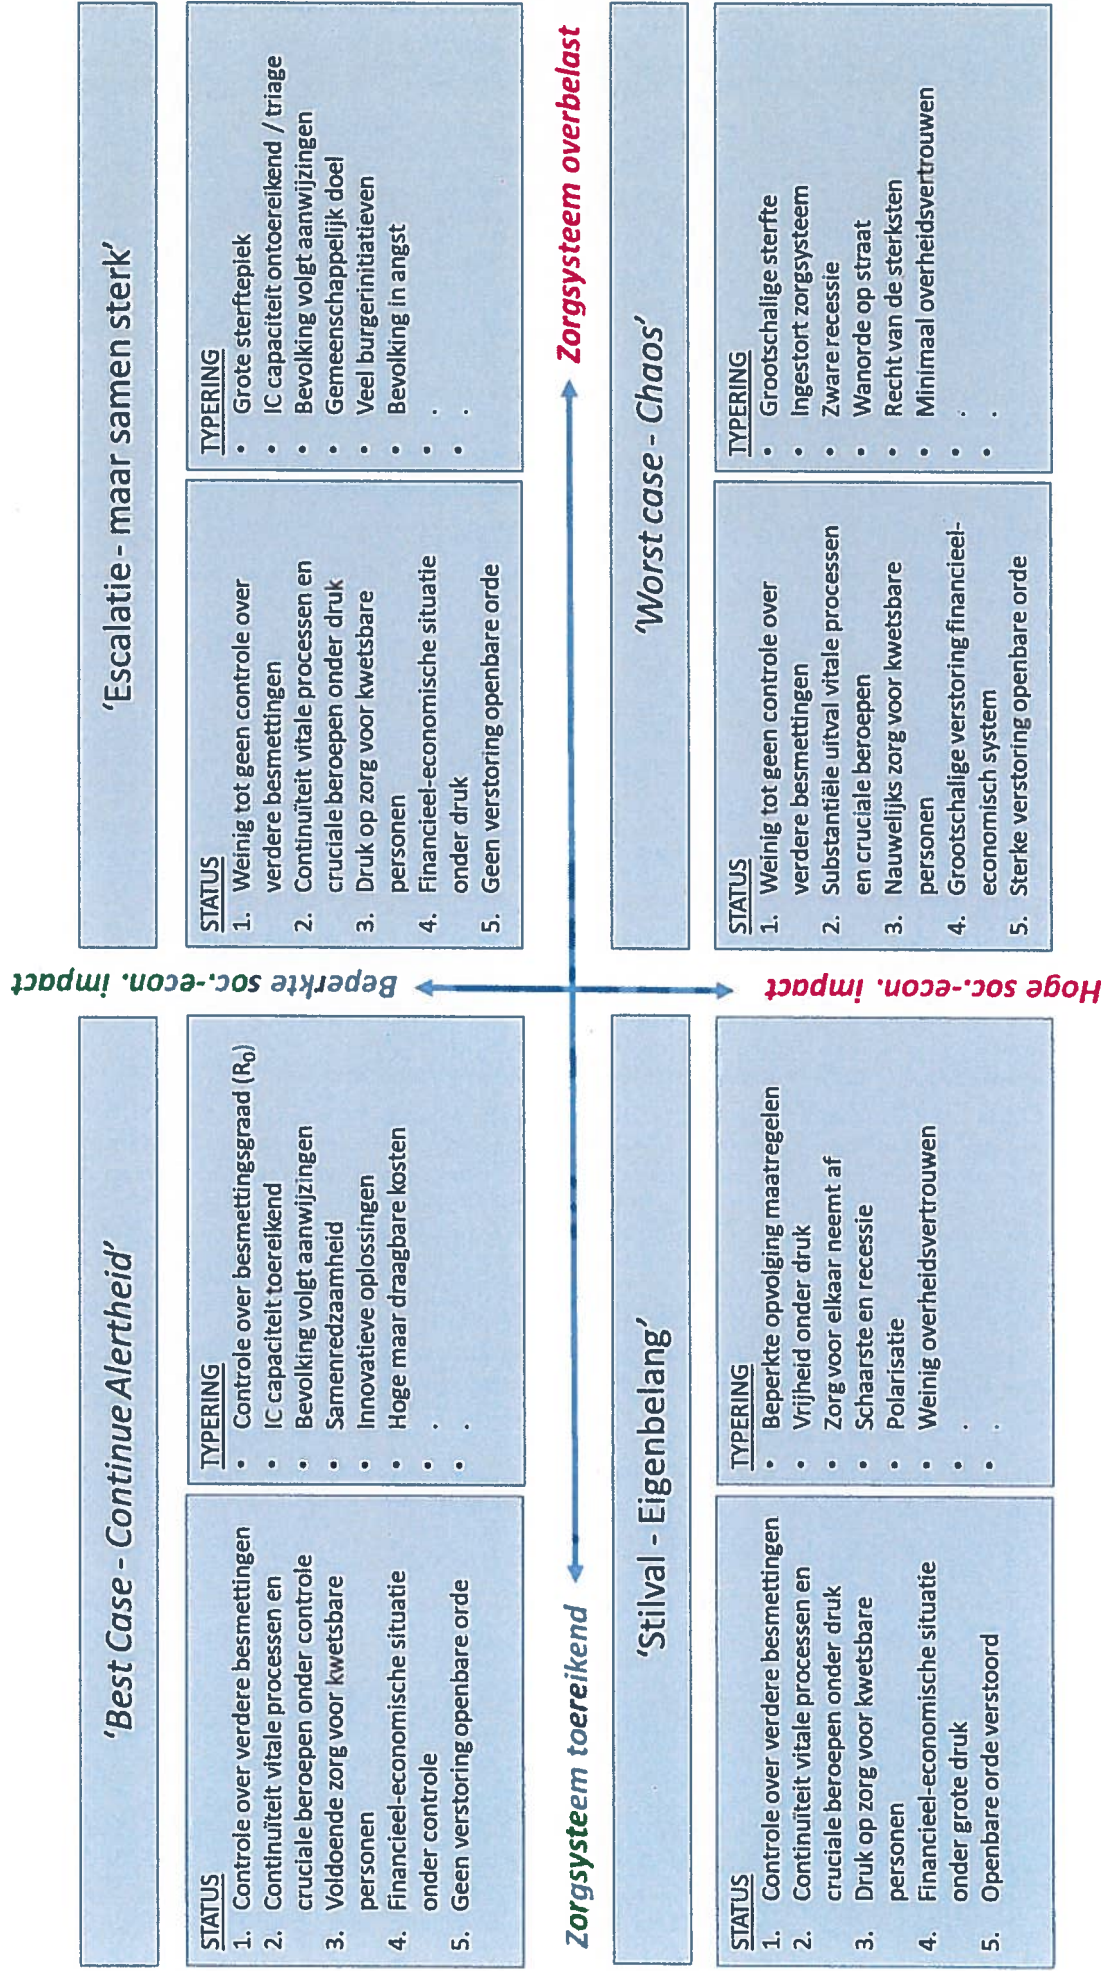 'Best Case - Continue Alertheid'
STATUS
1. Controle over verdere besmettingen
2. Continuïteit vitale processen en
cruciale beroepen onder controle
3. Voldoende zorg voor kwetsbare
personen
4. Financieel-economische situatie
onder controle
5. Geen verstoring openbare orde
TYPERING
• Controle over besmettingsgraad (R0)
• IC capaciteit toereikend
• Bevolking volgt aanwijzingen
• Samenredzaamheid
• Innovatieve oplossingen
• Hoge maar draagbare kosten
• .
• .
'Escalatie - maar samen sterk'
STATUS
1. Weinig tot geen controle over
verdere besmettingen
2. Continuïteit vitale processen en
cruciale beroepen onder druk
3. Druk op zorg voor kwetsbare
personen
4. Financieel-economische situatie
onder druk
5. Geen verstoring openbare orde
TYPERING
• Grote sterftepiek
• IC capaciteit ontoereikend / triage
• Bevolking volgt aanwijzingen
• Gemeenschappelijk doel
• Veel burgerinitiatieven
• Bevolking in angst
• .
• .
Beperkte soc.-econ. impact
Zorgsysteem toereikend
Zorgsysteem overbelast
Hoge soc.-econ. impact
'Stilval - Eigenbelang'
STATUS
1. Controle over verdere besmettingen
2. Continuïteit vitale processen en
cruciale beroepen onder druk
3. Druk op zorg voor kwetsbare
personen
4. Financieel-economische situatie
onder grote druk
5. Openbare orde verstoord
TYPERING
• Beperkte opvolging maatregelen
• Vrijheid onder druk
• Zorg voor elkaar neemt af
• Schaarste en recessie
• Polarisatie
• Weinig overheidsvertrouwen
• .
• .
'Worst case - Chaos'
STATUS
1. Weinig tot geen controle over
verdere besmettingen
2. Substantiële uitval vitale processen
en cruciale beroepen
3. Nauwelijks zorg voor kwetsbare
personen
4. Grootschalige verstoring financieel-
economisch system
5. Sterke verstoring openbare orde
TYPERING
• Grootschalige sterfte
• Ingestort zorgsysteem
• Zware recessie
• Wanorde op straat
• Recht van de sterksten
• Minimaal overheidsvertrouwen
• .
• .